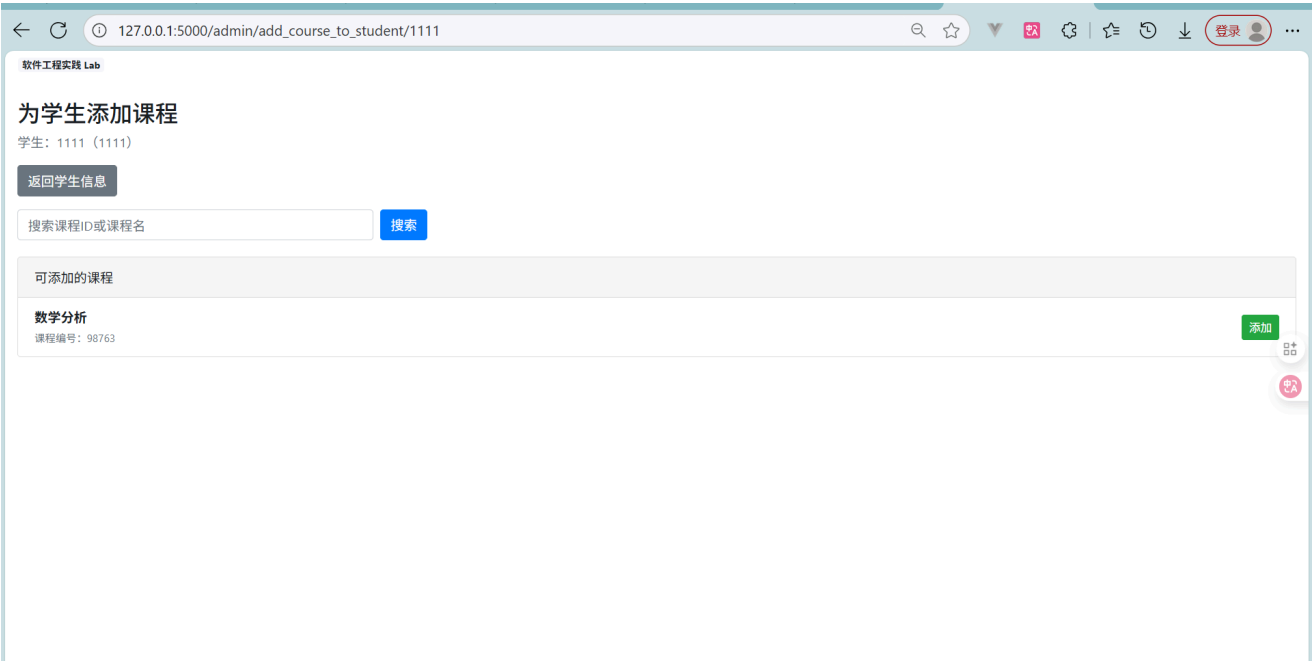 127.0.0.1:5000/admin/add_course_to_student/1111
登录
软件工程实践 Lab
为学生添加课程
学生：1111（1111）
返回学生信息
搜索课程ID或课程名
搜索
可添加的课程
数学分析
课程编号：98763
添加